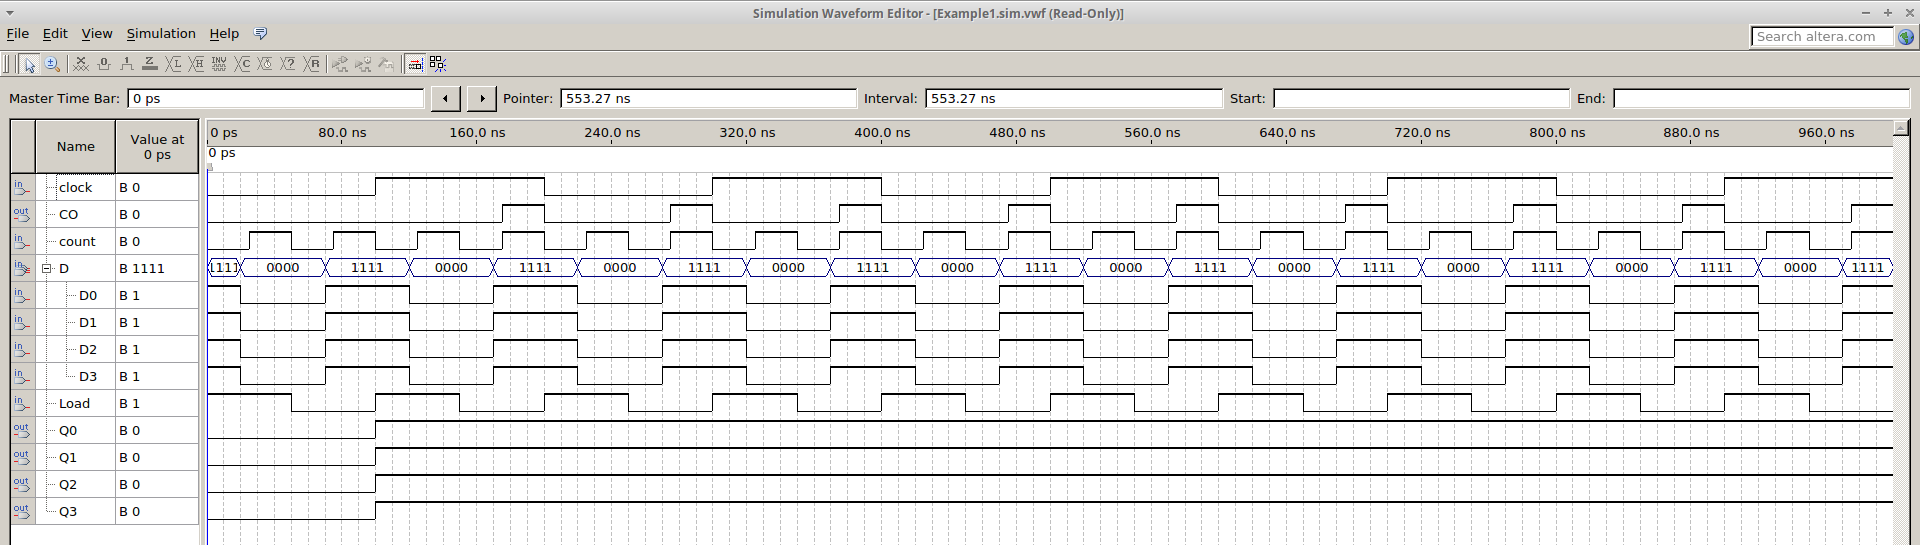 Simulation Waveform Editor - [Example1.sim.vwf (Read-Only)]
File Edit View Simulation Help
Search altera.com
Master Time Bar: 0 ps Pointer: 553.27 ns Interval: 553.27 ns Start: End:
Name Value at 0 ps
0 ps 80.0 ns 160.0 ns 240.0 ns 320.0 ns 400.0 ns 480.0 ns 560.0 ns 640.0 ns 720.0 ns 800.0 ns 880.0 ns 960.0 ns
0 ps
in clock B 0
out CO B 0
in count B 0
in D B 1111 1111 0000 1111 0000 1111 0000 1111 0000 1111 0000 1111 0000 1111 0000 1111 0000 1111 0000 1111 0000 1111
in D0 B 1
in D1 B 1
in D2 B 1
in D3 B 1
in Load B 1
out Q0 B 0
out Q1 B 0
out Q2 B 0
out Q3 B 0